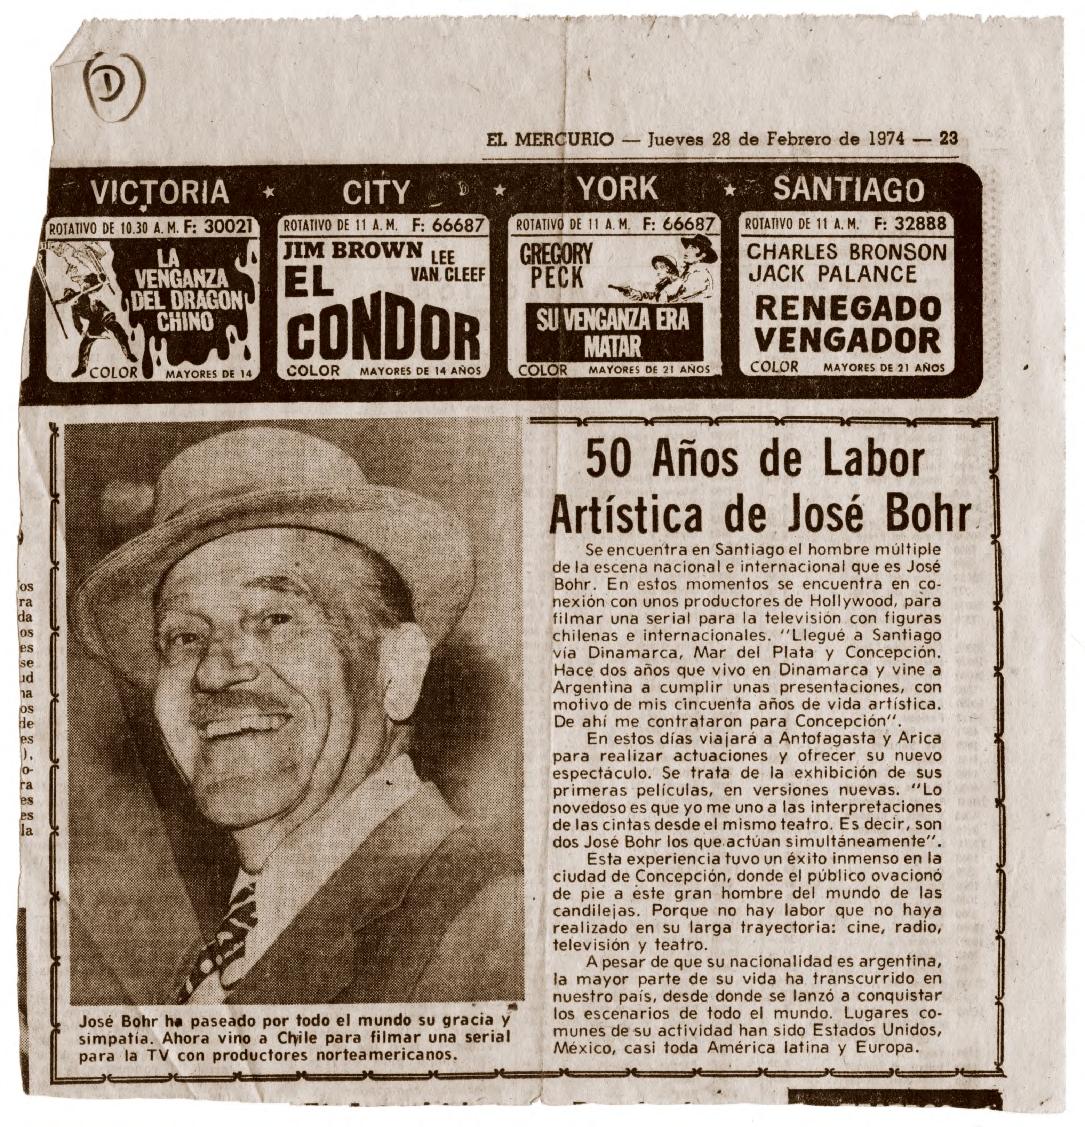 D
EL MERCURIO — Jueves 28 de Febrero de 1974 — 23
VICTORIA ★ CITY ★ YORK ★ SANTIAGO
ROTATIVO DE 10.30 A. M. F: 30021
LA
VENGANZA
DEL DRAGON
CHINO
COLOR MAYORES DE 14
ROTATIVO DE 11 A. M. F: 66687
JIM BROWN LEE
VAN CLEEF
EL
CONDOR
COLOR MAYORES DE 14 AÑOS
ROTATIVO DE 11 A. M. F: 66687
GREGORY
PECK
SU VENGANZA ERA
MATAR
COLOR MAYORES DE 21 AÑOS
ROTATIVO DE 11 A.M. F: 32888
CHARLES BRONSON
JACK PALANCE
RENEGADO
VENGADOR
COLOR MAYORES DE 21 AÑOS
os
ra
da
os
es
se
ud
na
os
de
es
),
o-
ra
es
es
la
José Bohr ha paseado por todo el mundo su gracia y
simpatía. Ahora vino a Chile para filmar una serial
para la TV con productores norteamericanos.
50 Años de Labor
Artística de José Bohr
Se encuentra en Santiago el hombre múltiple
de la escena nacional e internacional que es José
Bohr. En estos momentos se encuentra en co-
nexión con unos productores de Hollywood, para
filmar una serial para la televisión con figuras
chilenas e internacionales. "Llegué a Santiago
vía Dinamarca, Mar del Plata y Concepción.
Hace dos años que vivo en Dinamarca y vine a
Argentina a cumplir unas presentaciones, con
motivo de mis cincuenta años de vida artística.
De ahí me contrataron para Concepción".
En estos días viajará a Antofagasta y Arica
para realizar actuaciones y ofrecer su nuevo
espectáculo. Se trata de la exhibición de sus
primeras películas, en versiones nuevas. "Lo
novedoso es que yo me uno a las interpretaciones
de las cintas desde el mismo teatro. Es decir, son
dos José Bohr los que actúan simultáneamente".
Esta experiencia tuvo un éxito inmenso en la
ciudad de Concepción, donde el público ovacionó
de pie a éste gran hombre del mundo de las
candilejas. Porque no hay labor que no haya
realizado en su larga trayectoria: cine, radio,
televisión y teatro.
A pesar de que su nacionalidad es argentina,
la mayor parte de su vida ha transcurrido en
nuestro país, desde donde se lanzó a conquistar
los escenarios de todo el mundo. Lugares co-
munes de su actividad han sido Estados Unidos,
México, casi toda América latina y Europa.